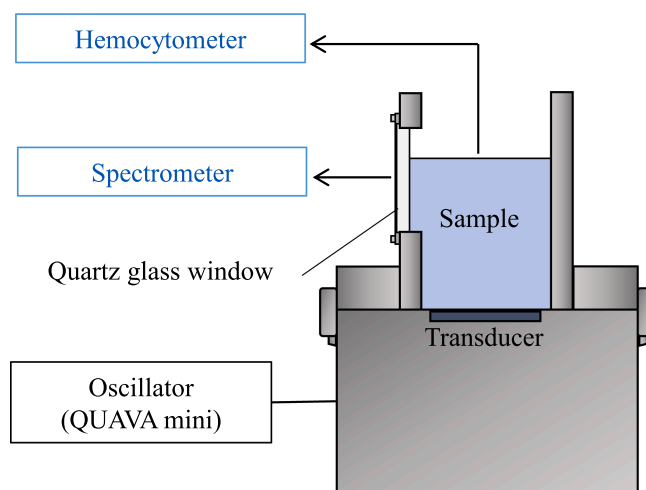 Hemocytometer
Spectrometer
Sample
Quartz glass window
Transducer
Oscillator
(QUAVA mini)